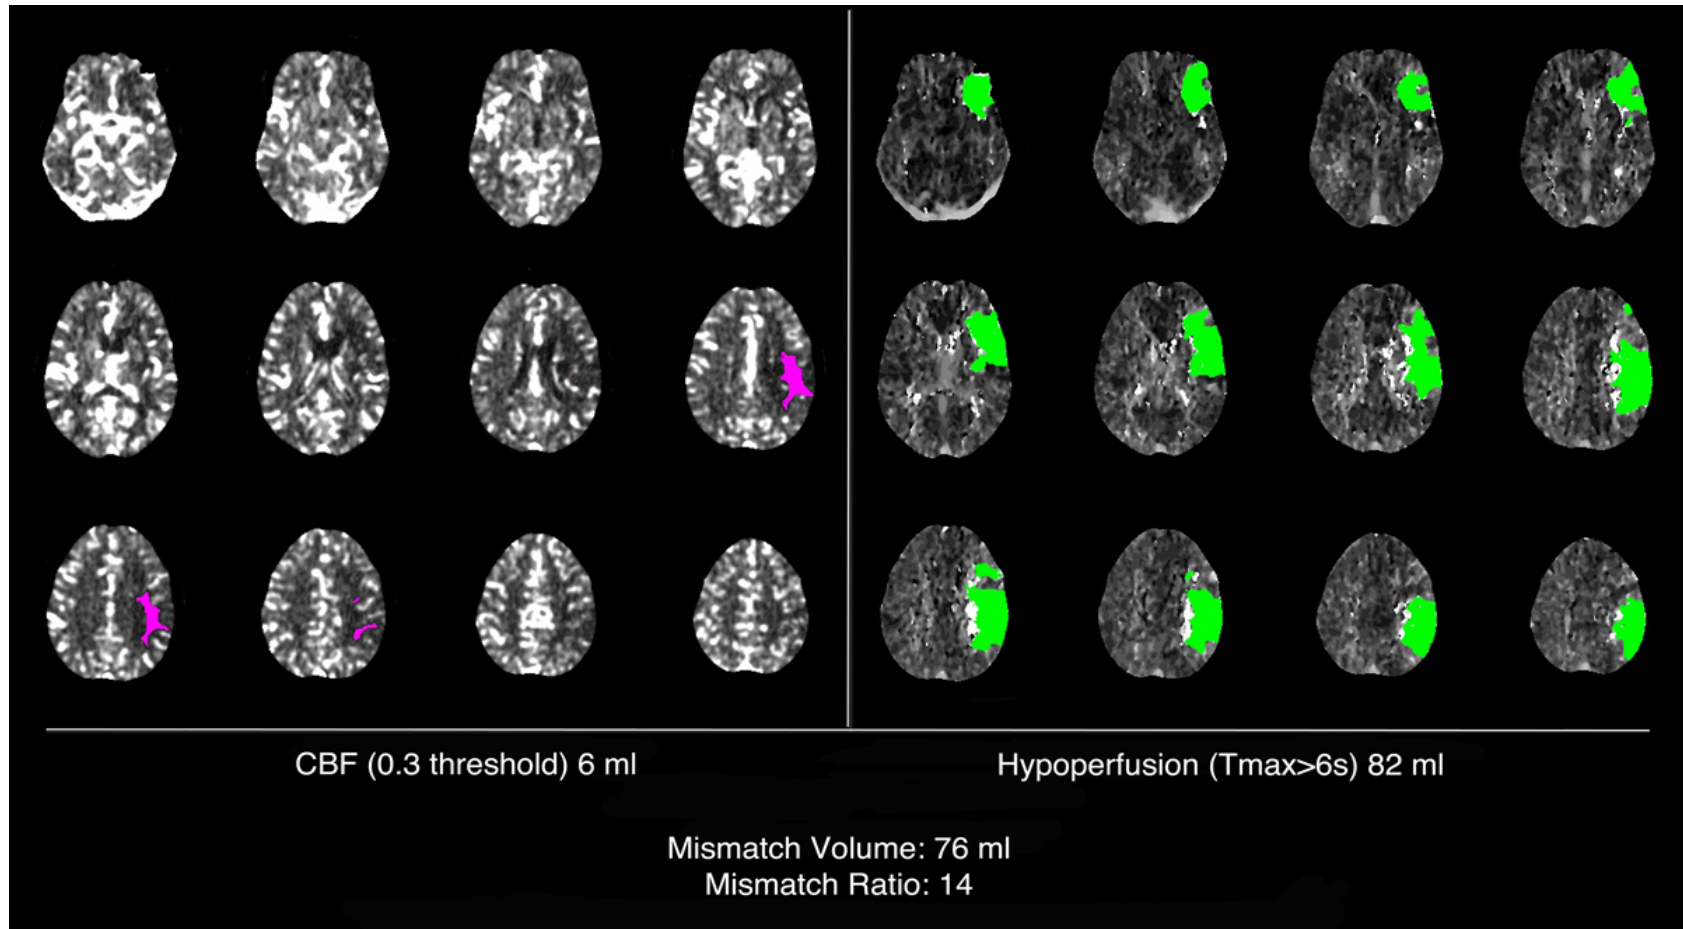 CBF (0.3 threshold) 6 ml
Hypoperfusion (Tmax>6s) 82 ml
Mismatch Volume: 76 ml
Mismatch Ratio: 14